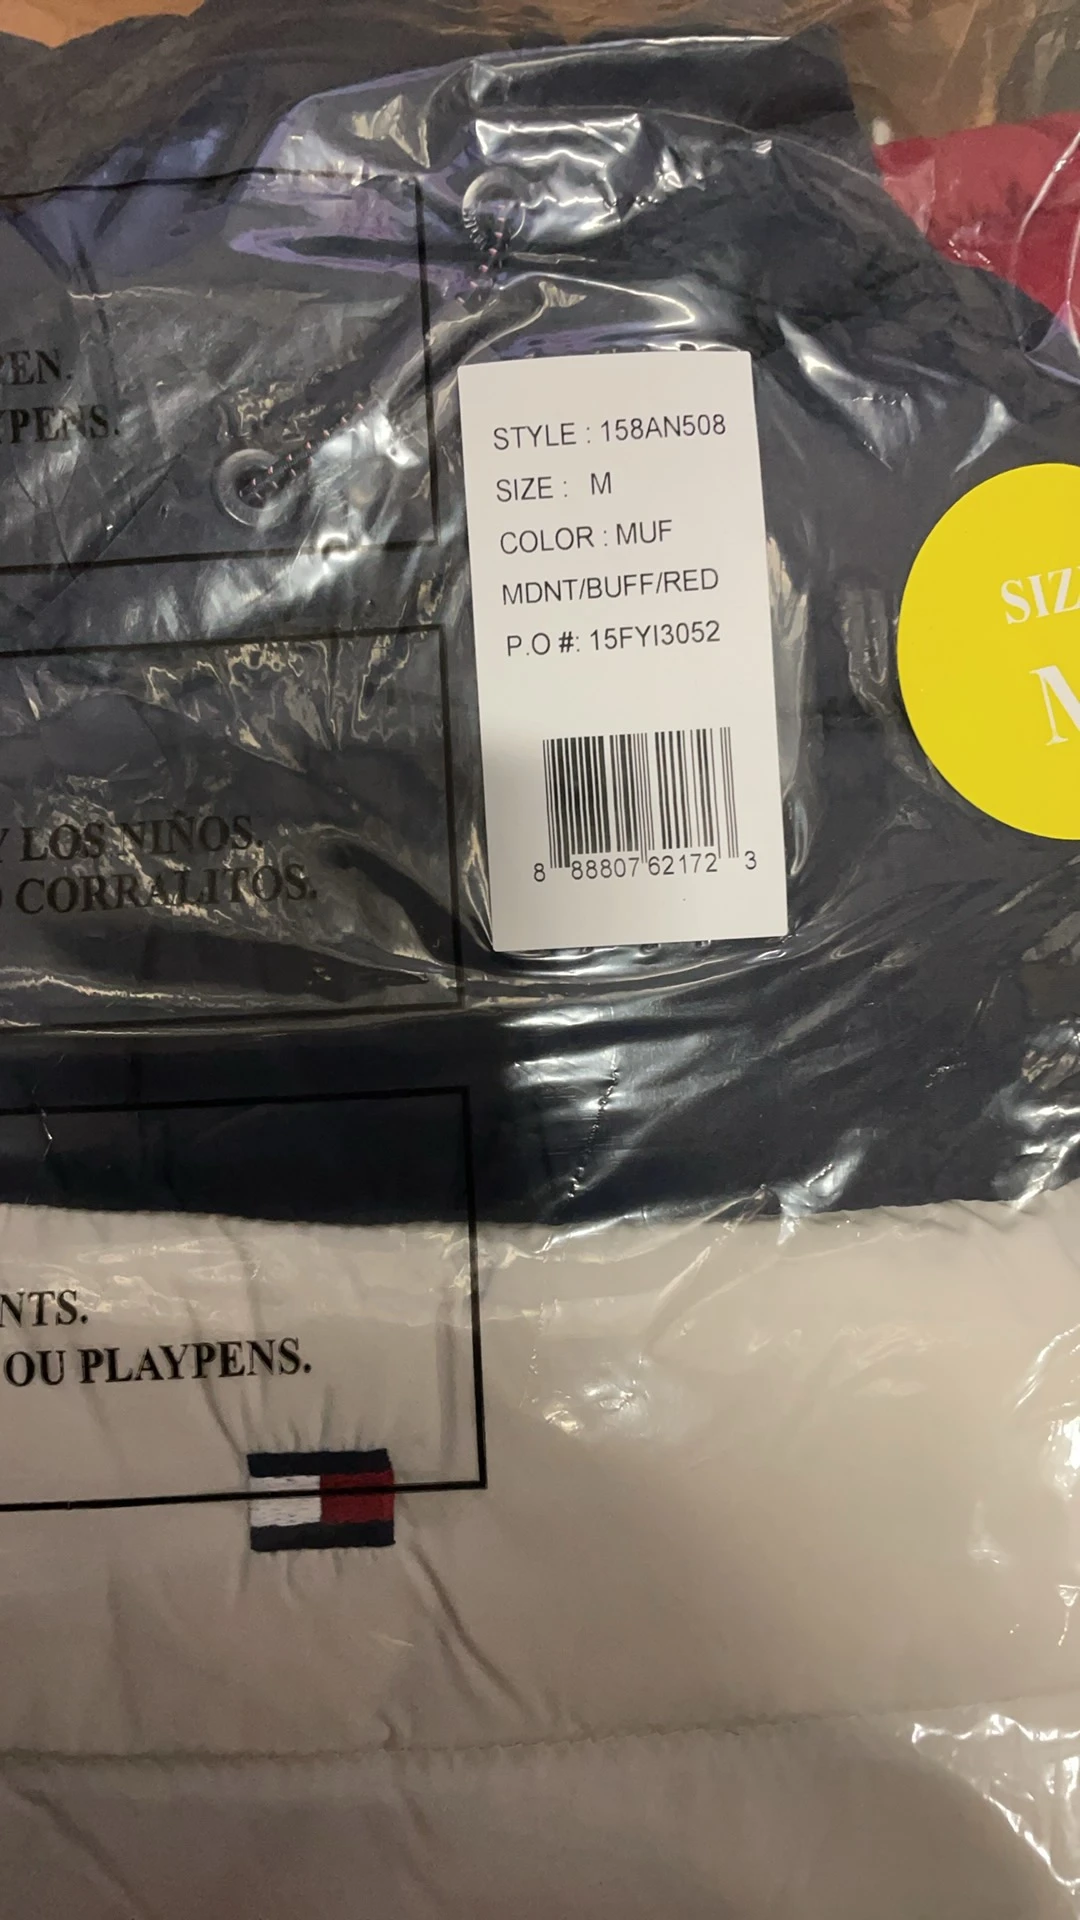 EN.
YPENS.
STYLE : 158AN508
SIZE : M
COLOR : MUF
MDNT/BUFF/RED
P.O #: 15FYI3052
8 88807 62172 3
SIZ
M
Y LOS NIÑOS.
O CORRALITOS.
NTS.
OU PLAYPENS.